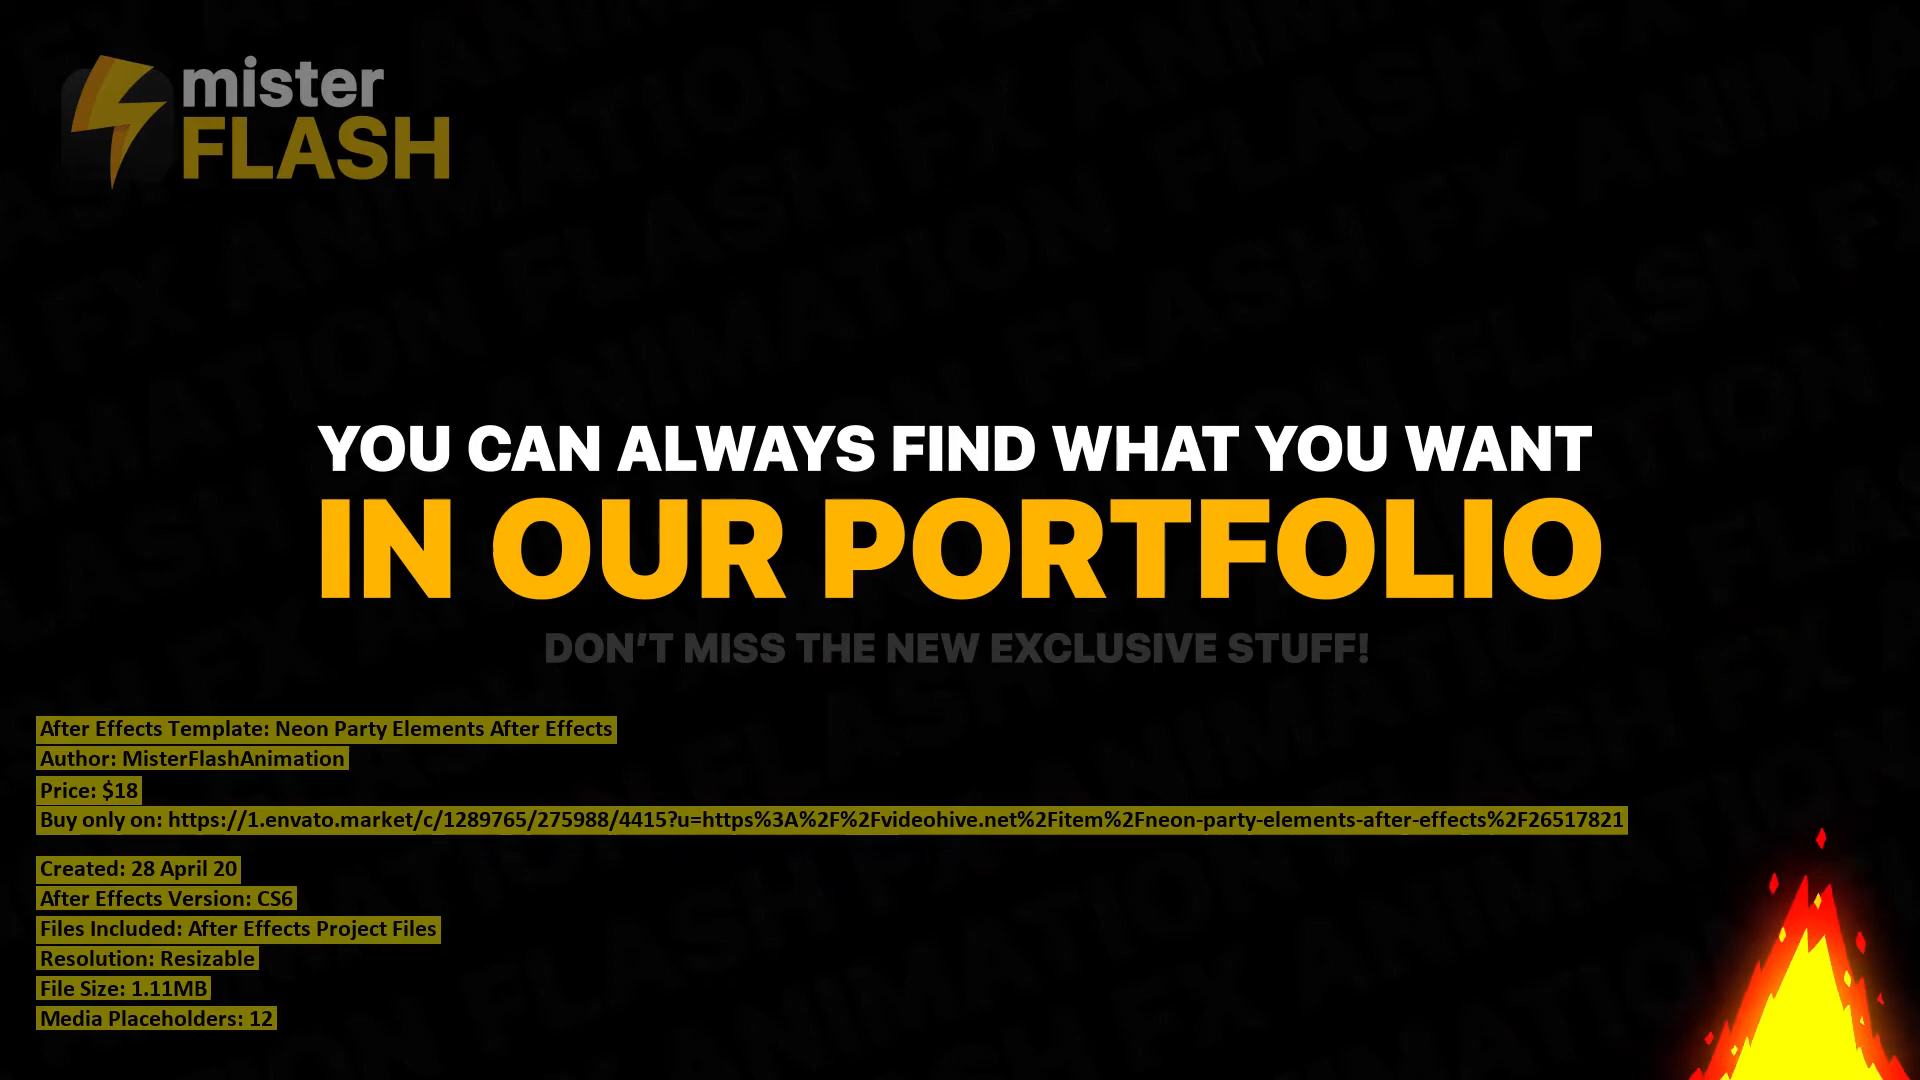 mister
FLASH
YOU CAN ALWAYS FIND WHAT YOU WANT
IN OUR PORTFOLIO
DON'T MISS THE NEW EXCLUSIVE STUFF!
After Effects Template: Neon Party Elements After Effects
Author: MisterFlashAnimation
Price: $18
Buy only on: https://1.envato.market/c/1289765/275988/4415?u=https%3A%2F%2Fvideohive.net%2Fitem%2Fneon-party-elements-after-effects%2F26517821
Created: 28 April 20
After Effects Version: CS6
Files Included: After Effects Project Files
Resolution: Resizable
File Size: 1.11MB
Media Placeholders: 12